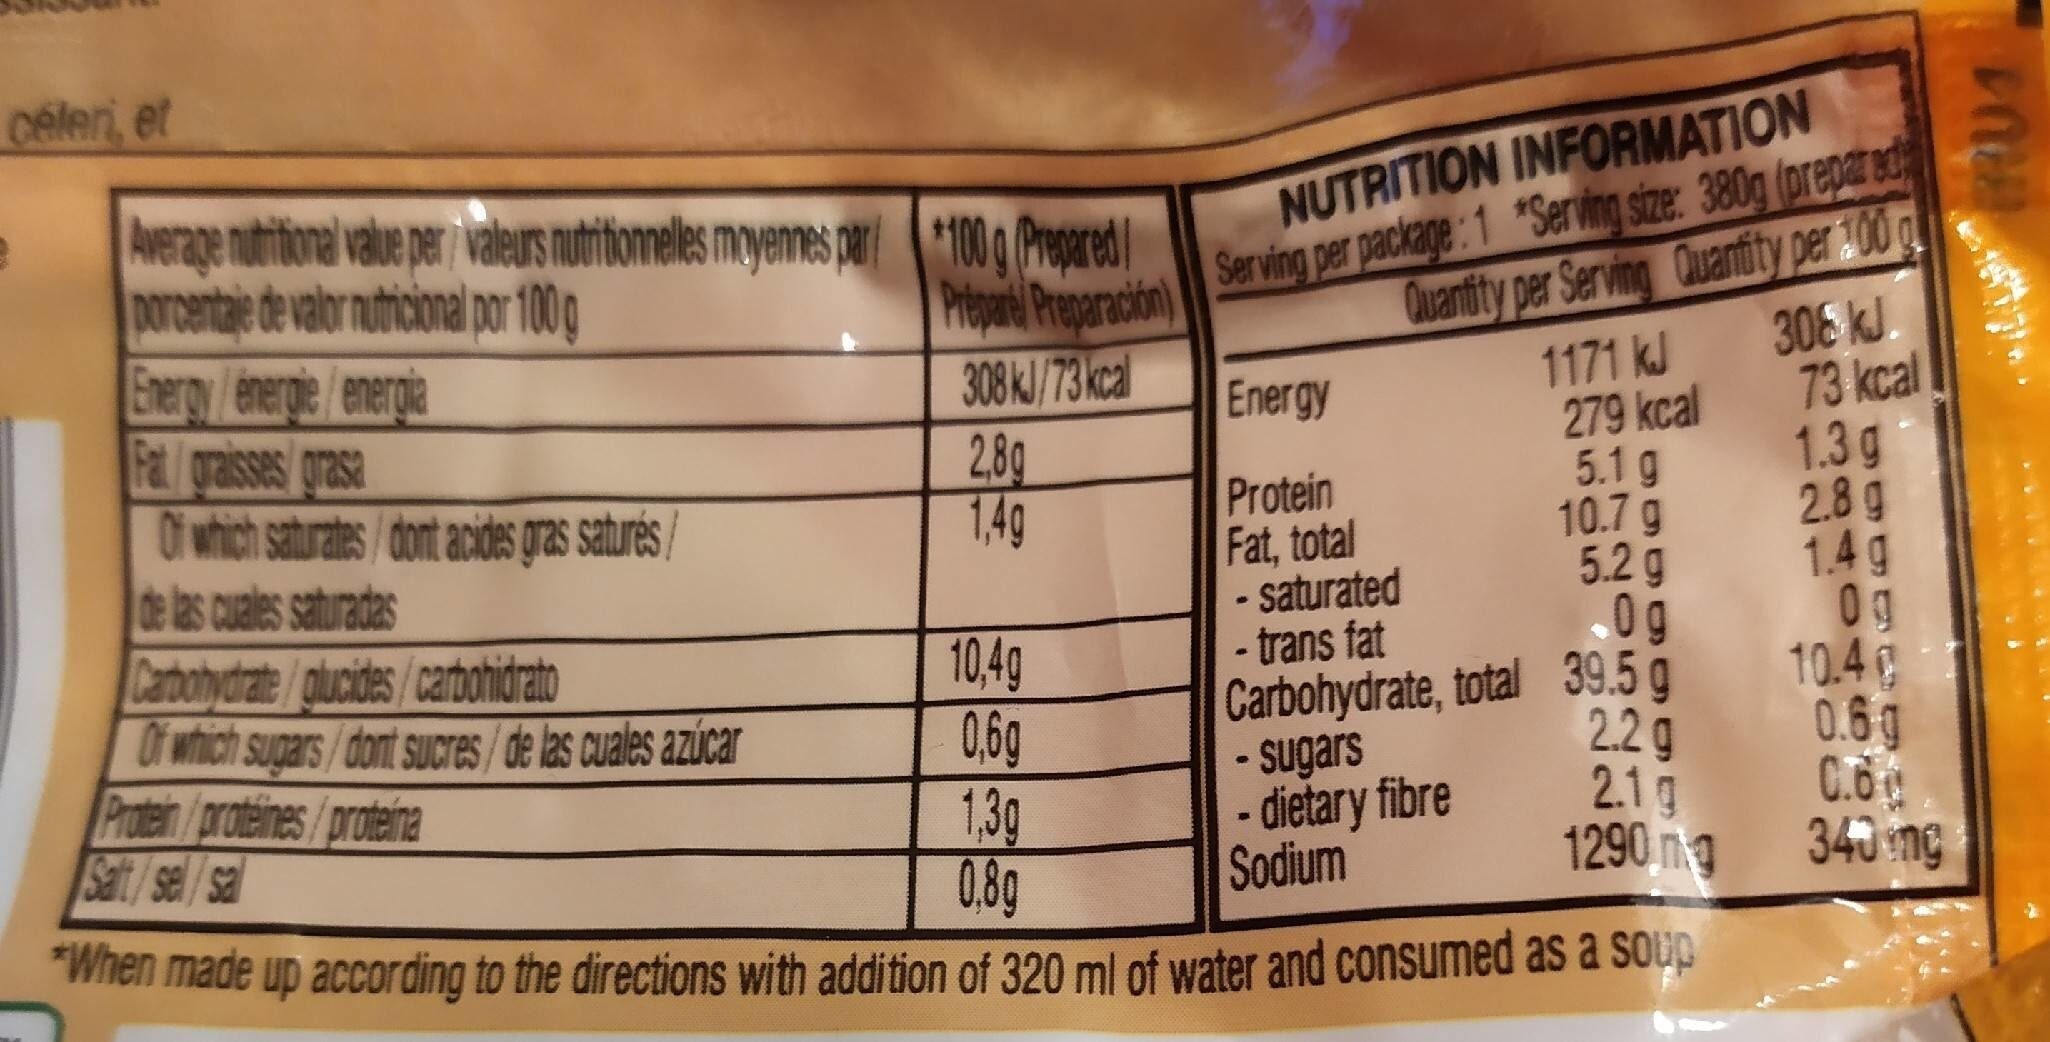 céleri, et
Average nutritional value per / valeurs nutritionnelles moyennes par /
porcentaje de valor nutricional por 100 g
*100 g (Prepared /
Préparé/ Preparación)
Energy / énergie / energia
308 kJ/73 kcal
Fat / graisses/ grasa
2,8g
Of which saturates / dont acides gras saturés /
de las cuales saturadas
1,4g
Carbohydrate / glucides / carbohidrato
10,4g
Of which sugars / dont sucres / de las cuales azúcar
0,6g
Protein / protéines / proteína
1,3g
Salt / sel / sal
0,8g
NUTRITION INFORMATION
Serving per package : 1 *Serving size: 380g (prepared)
Quantity per Serving Quantity per 100 g
Energy 1171 kJ 308 kJ
279 kcal 73 kcal
Protein 5.1 g 1.3 g
Fat, total 10.7 g 2.8 g
- saturated 5.2 g 1.4 g
- trans fat 0 g 0 g
Carbohydrate, total 39.5 g 10.4 g
- sugars 2.2 g 0.6 g
- dietary fibre 2.1 g 0.6 g
Sodium 1290 mg 340 mg
*When made up according to the directions with addition of 320 ml of water and consumed as a soup